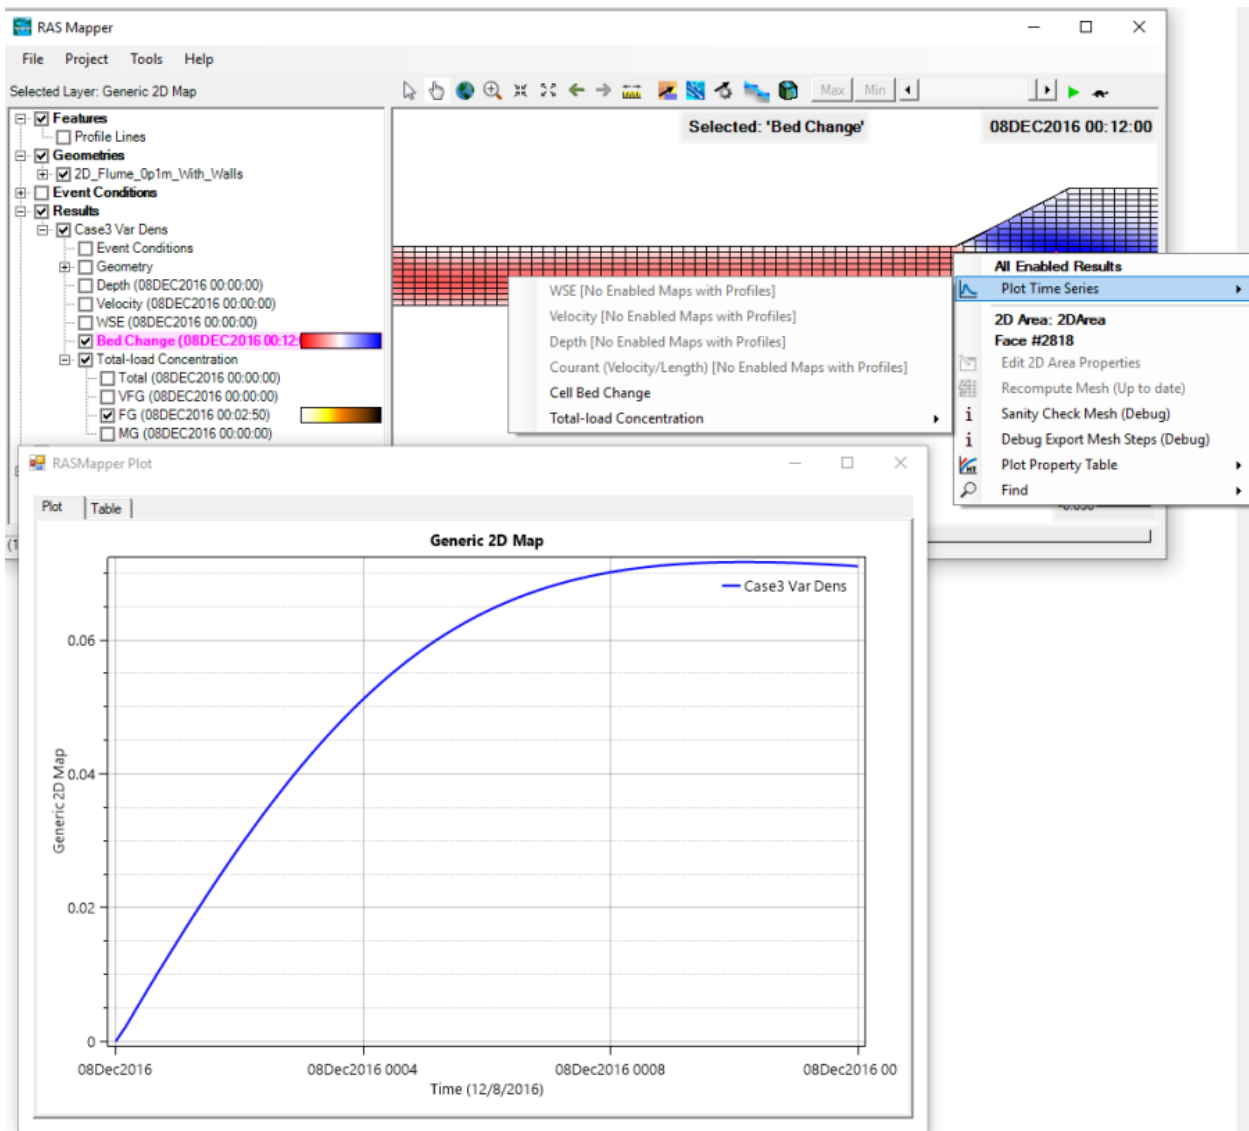 RAS Mapper
File Project Tools Help
Selected Layer: Generic 2D Map
Max Min
Features
Profile Lines
Geometries
2D_Flume_0p1m_With_Walls
Event Conditions
Results
Case3 Var Dens
Event Conditions
Geometry
Depth (08DEC2016 00:00:00)
Velocity (08DEC2016 00:00:00)
WSE (08DEC2016 00:00:00)
Bed Change (08DEC2016 00:12:
Total-load Concentration
Total (08DEC2016 00:00:00)
VFG (08DEC2016 00:00:00)
FG (08DEC2016 00:02:50)
MG (08DEC2016 00:00:00)
(1
Selected: 'Bed Change'
08DEC2016 00:12:00
All Enabled Results
Plot Time Series
2D Area: 2DArea
Face #2818
Edit 2D Area Properties
Recompute Mesh (Up to date)
Sanity Check Mesh (Debug)
Debug Export Mesh Steps (Debug)
Plot Property Table
Find
WSE [No Enabled Maps with Profiles]
Velocity [No Enabled Maps with Profiles]
Depth [No Enabled Maps with Profiles]
Courant (Velocity/Length) [No Enabled Maps with Profiles]
Cell Bed Change
Total-load Concentration
RASMapper Plot
Plot Table
Generic 2D Map
Case3 Var Dens
Generic 2D Map
0.06
0.04
0.02
0
08Dec2016 08Dec2016 0004 08Dec2016 0008 08Dec2016 00
Time (12/8/2016)